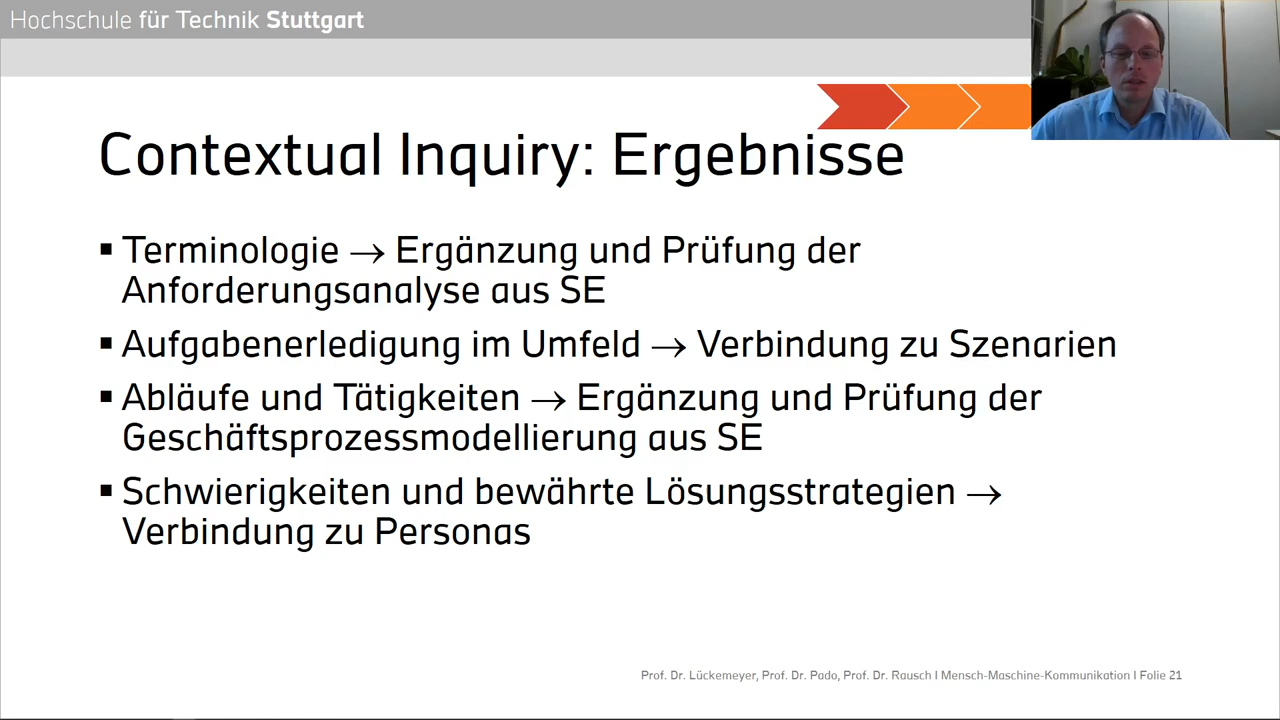 Hochschule für Technik Stuttgart
Contextual Inquiry: Ergebnisse
▪ Terminologie → Ergänzung und Prüfung der
Anforderungsanalyse aus SE
▪ Aufgabenerledigung im Umfeld → Verbindung zu Szenarien
▪ Abläufe und Tätigkeiten → Ergänzung und Prüfung der
Geschäftsprozessmodellierung aus SE
▪ Schwierigkeiten und bewährte Lösungsstrategien →
Verbindung zu Personas
Prof. Dr. Lückemeyer, Prof. Dr. Pado, Prof. Dr. Rausch I Mensch-Maschine-Kommunikation I Folie 21